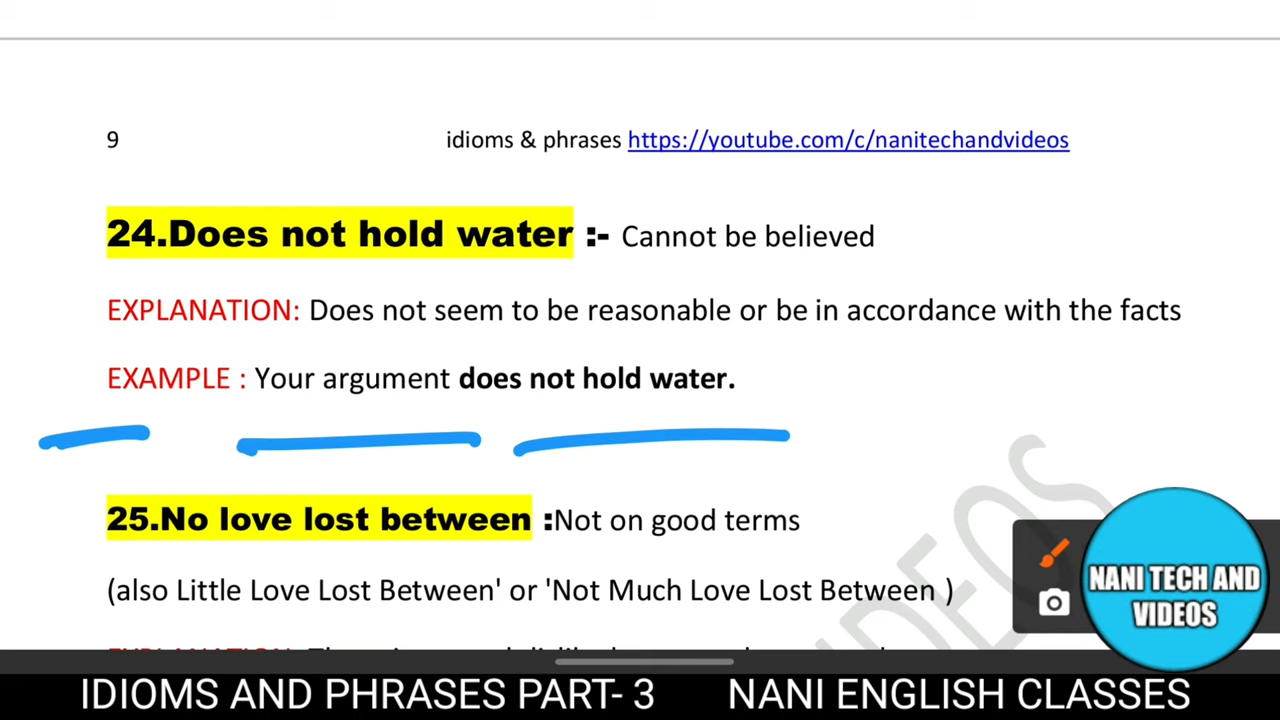 9 idioms & phrases https://youtube.com/c/nanitechandvideos
24.Does not hold water :- Cannot be believed
EXPLANATION: Does not seem to be reasonable or be in accordance with the facts
EXAMPLE : Your argument does not hold water.
25.No love lost between :Not on good terms
(also Little Love Lost Between' or 'Not Much Love Lost Between )
NANI TECH AND
VIDEOS
IDIOMS AND PHRASES PART- 3 NANI ENGLISH CLASSES